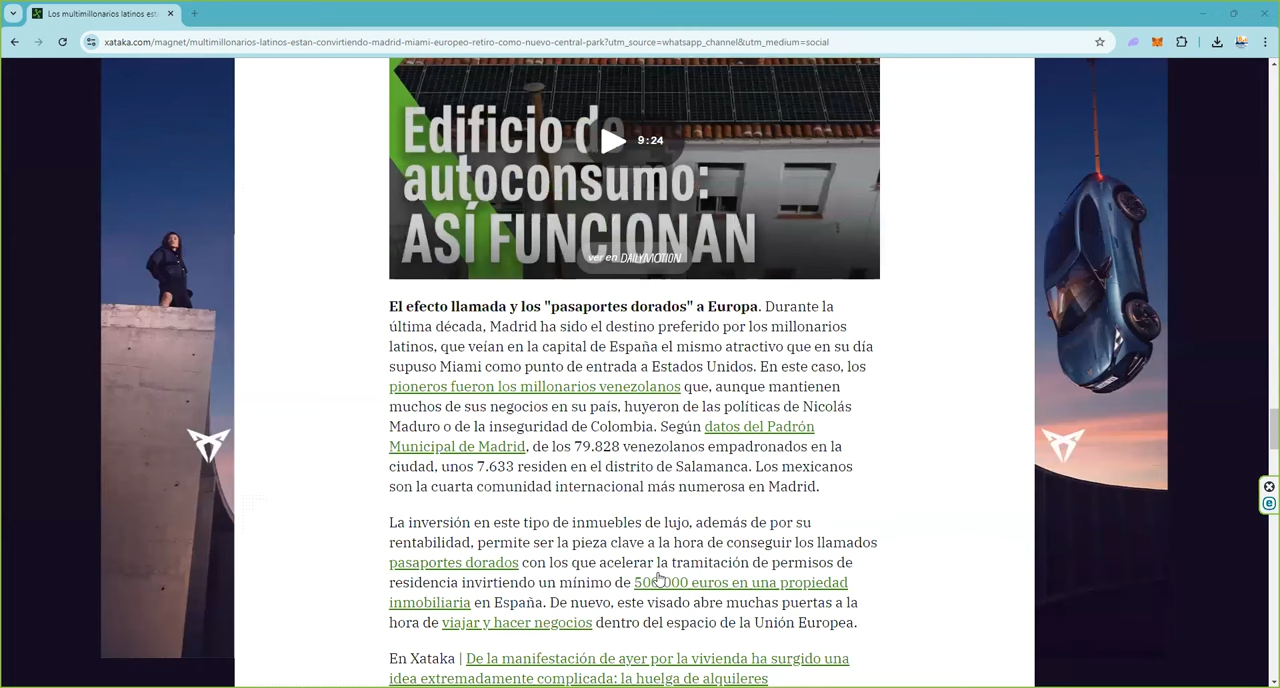 Los multimillonarios latinos est
xataka.com/magnet/multimillonarios-latinos-estan-convirtiendo-madrid-miami-europeo-retiro-como-nuevo-central-park?utm_source=whatsapp_channel&utm_medium=social
Edificio de
autoconsumo:
ASÍ FUNCIONAN
9:24
ver en DAILYMOTION
El efecto llamada y los "pasaportes dorados" a Europa. Durante la
última década, Madrid ha sido el destino preferido por los millonarios
latinos, que veían en la capital de España el mismo atractivo que en su día
supuso Miami como punto de entrada a Estados Unidos. En este caso, los
pioneros fueron los millonarios venezolanos que, aunque mantienen
muchos de sus negocios en su país, huyeron de las políticas de Nicolás
Maduro o de la inseguridad de Colombia. Según datos del Padrón
Municipal de Madrid, de los 79.828 venezolanos empadronados en la
ciudad, unos 7.633 residen en el distrito de Salamanca. Los mexicanos
son la cuarta comunidad internacional más numerosa en Madrid.
La inversión en este tipo de inmuebles de lujo, además de por su
rentabilidad, permite ser la pieza clave a la hora de conseguir los llamados
pasaportes dorados con los que acelerar la tramitación de permisos de
residencia invirtiendo un mínimo de 500.000 euros en una propiedad
inmobiliaria en España. De nuevo, este visado abre muchas puertas a la
hora de viajar y hacer negocios dentro del espacio de la Unión Europea.
En Xataka | De la manifestación de ayer por la vivienda ha surgido una
idea extremadamente complicada: la huelga de alquileres